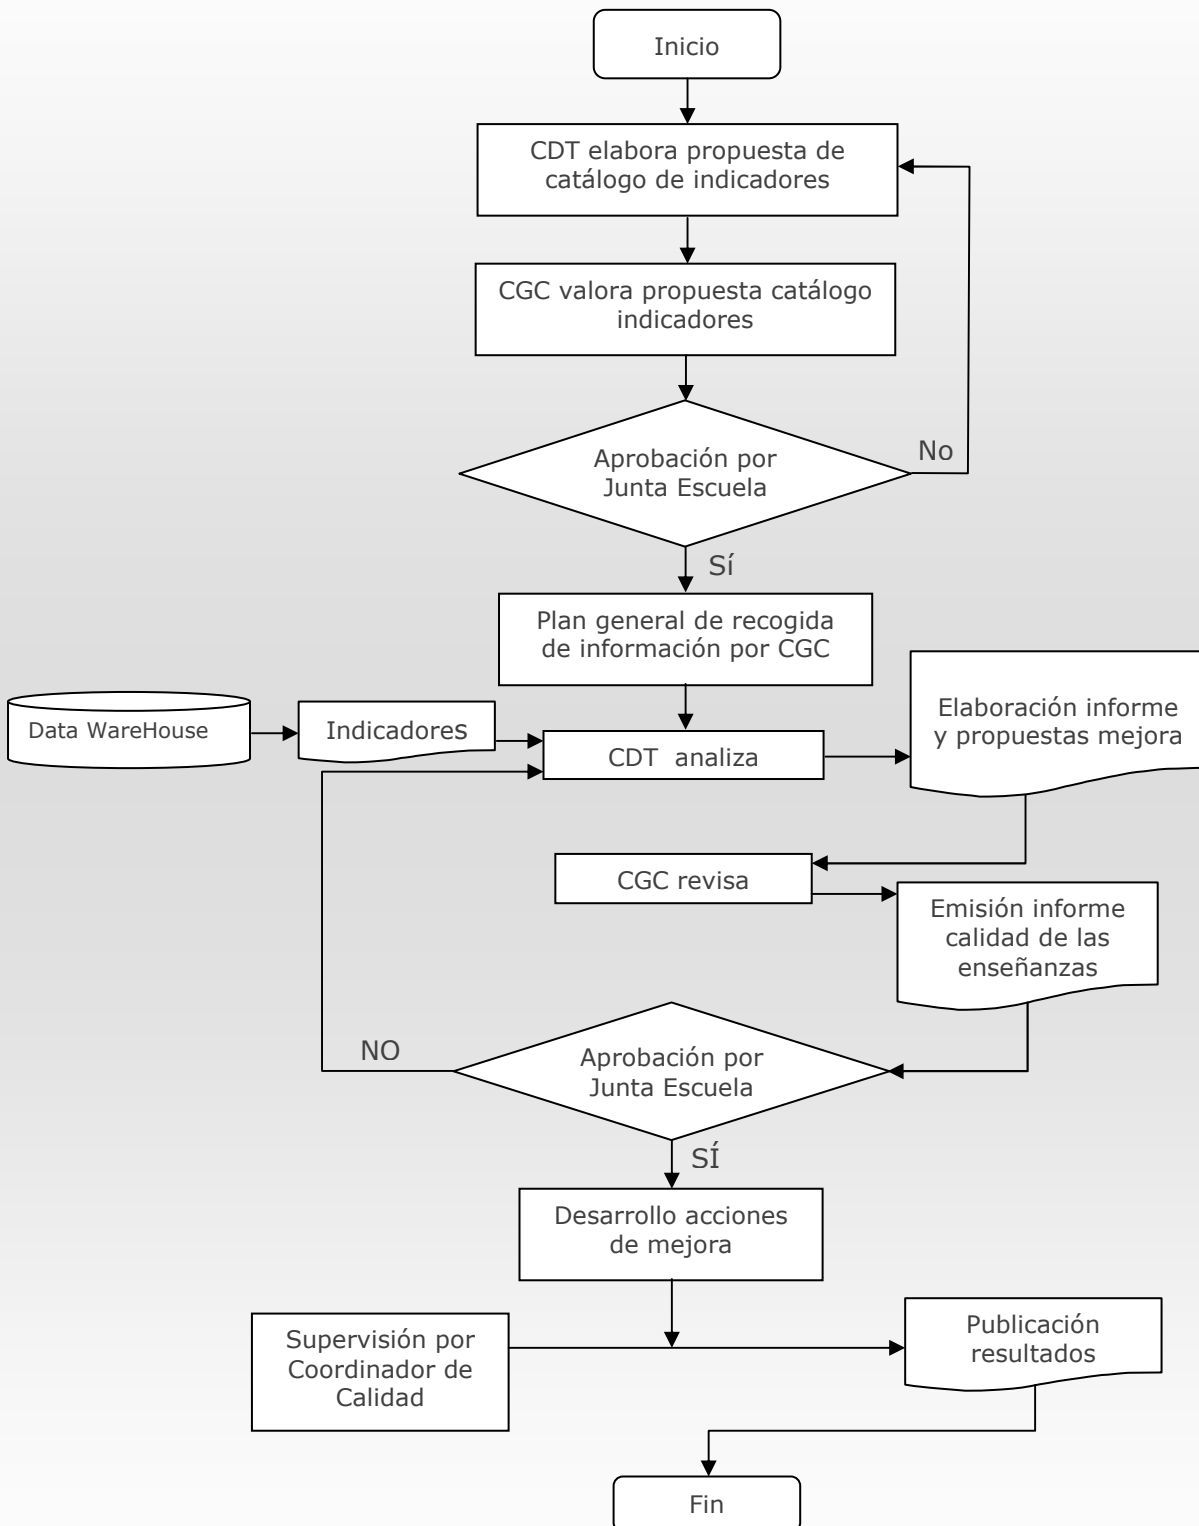 Inicio
CDT elabora propuesta de
catálogo de indicadores
CGC valora propuesta catálogo
indicadores
Aprobación por
Junta Escuela
No
Sí
Plan general de recogida
de información por CGC
Data WareHouse
Indicadores
CDT analiza
Elaboración informe
y propuestas mejora
CGC revisa
Emisión informe
calidad de las
enseñanzas
Aprobación por
Junta Escuela
NO
SÍ
Desarrollo acciones
de mejora
Supervisión por
Coordinador de
Calidad
Publicación
resultados
Fin